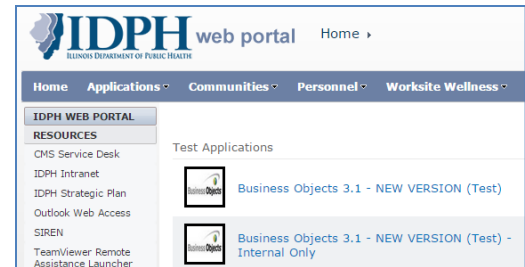 IDPH web portal Home
ILLINOIS DEPARTMENT OF PUBLIC HEALTH
Home Applications Communities Personnel Worksite Wellness
IDPH WEB PORTAL
RESOURCES
CMS Service Desk
IDPH Intranet
IDPH Strategic Plan
Outlook Web Access
SIREN
TeamViewer Remote
Assistance Launcher
Test Applications
Business Objects
Business Objects 3.1 - NEW VERSION (Test)
Business Objects
Business Objects 3.1 - NEW VERSION (Test) -
Internal Only